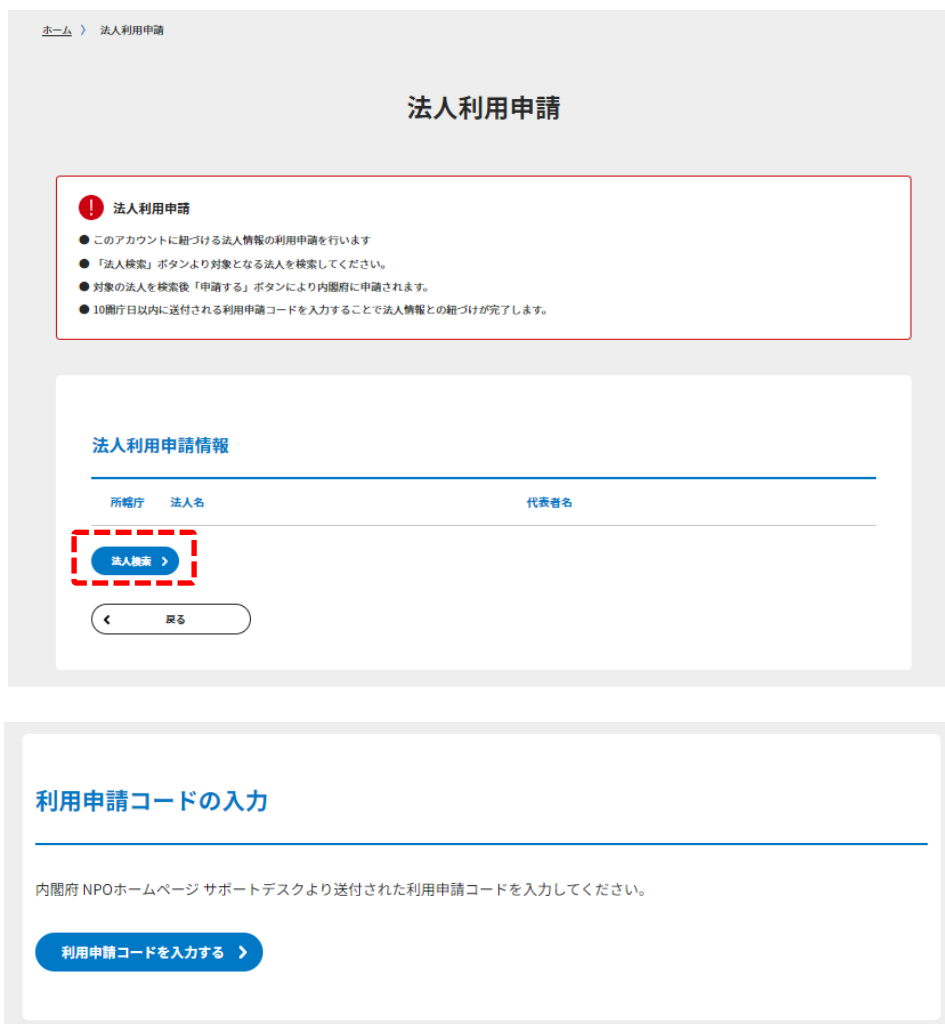 ホーム 〉 法人利用申請
法人利用申請
! 法人利用申請
● このアカウントに紐づける法人情報の利用申請を行います
● 「法人検索」ボタンより対象となる法人を検索してください。
● 対象の法人を検索後「申請する」ボタンにより内閣府に申請されます。
● 10開庁日以内に送付される利用申請コードを入力することで法人情報との紐づけが完了します。
法人利用申請情報
所轄庁 法人名 代表者名
法人検索
戻る
利用申請コードの入力
内閣府 NPOホームページ サポートデスクより送付された利用申請コードを入力してください。
利用申請コードを入力する